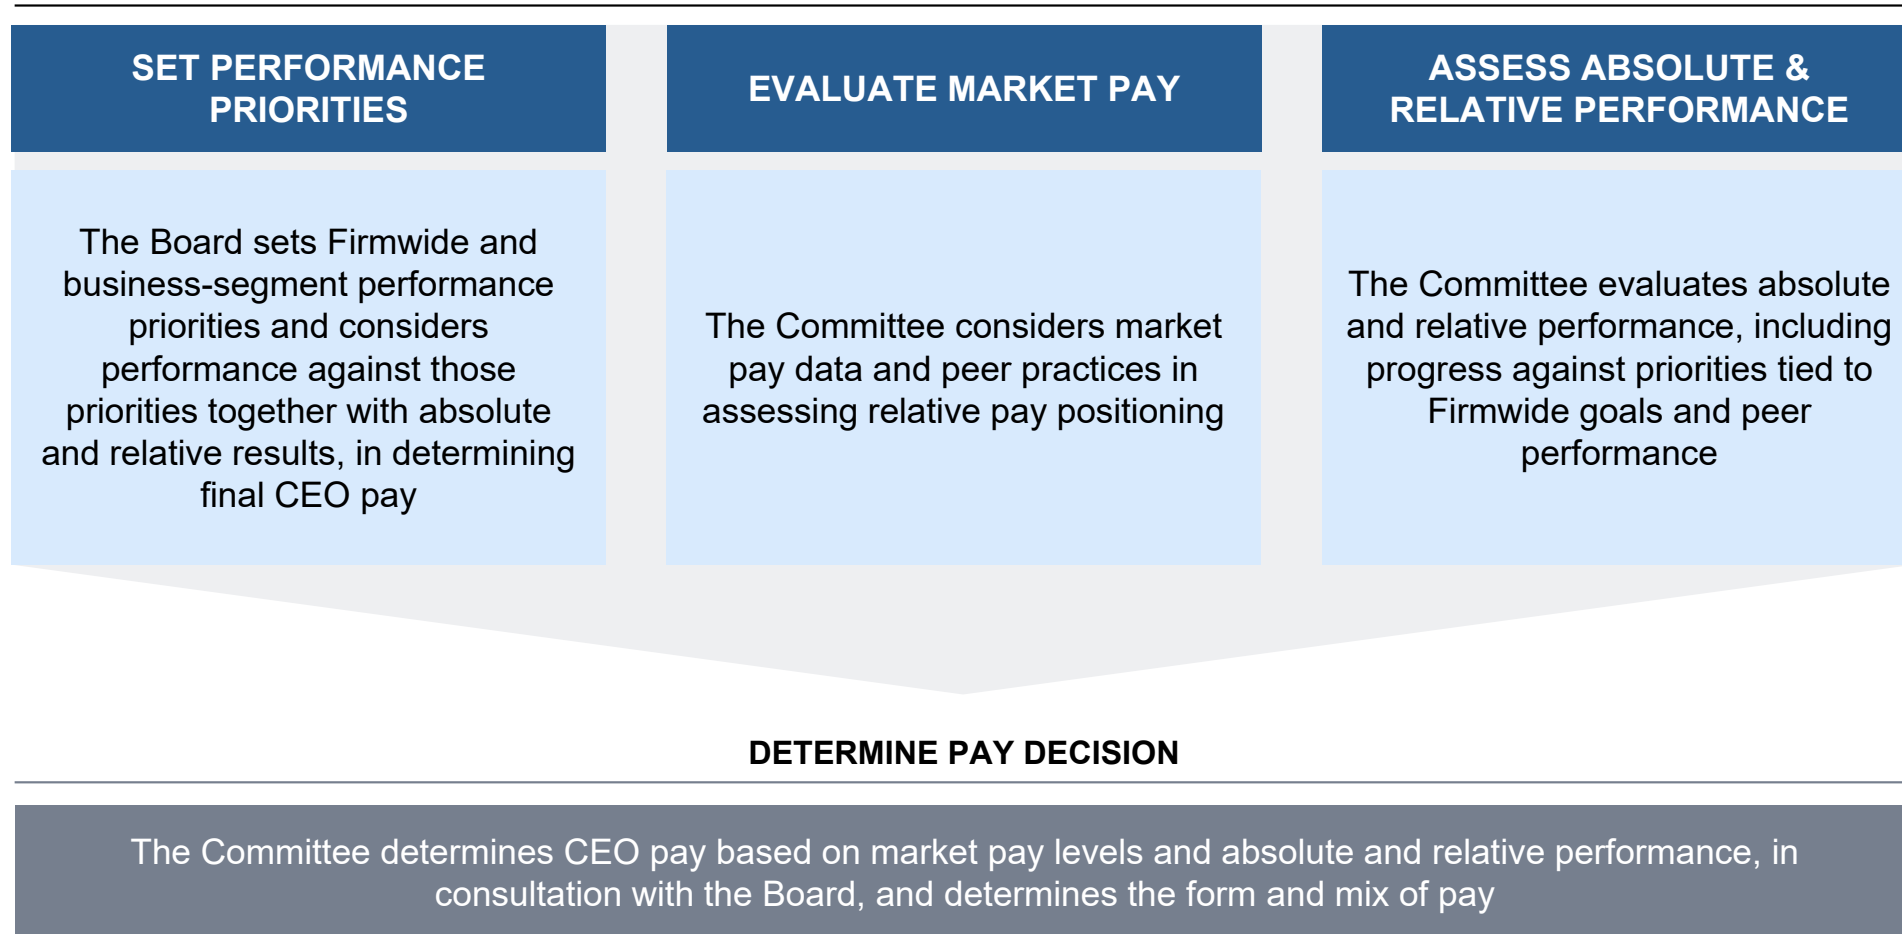 SET PERFORMANCE
PRIORITIES
The Board sets Firmwide and
business-segment performance
priorities and considers
performance against those
priorities together with absolute
and relative results, in determining
final CEO pay
EVALUATE MARKET PAY
The Committee considers market
pay data and peer practices in
assessing relative pay positioning
ASSESS ABSOLUTE &
RELATIVE PERFORMANCE
The Committee evaluates absolute
and relative performance, including
progress against priorities tied to
Firmwide goals and peer
performance
DETERMINE PAY DECISION
The Committee determines CEO pay based on market pay levels and absolute and relative performance, in
consultation with the Board, and determines the form and mix of pay